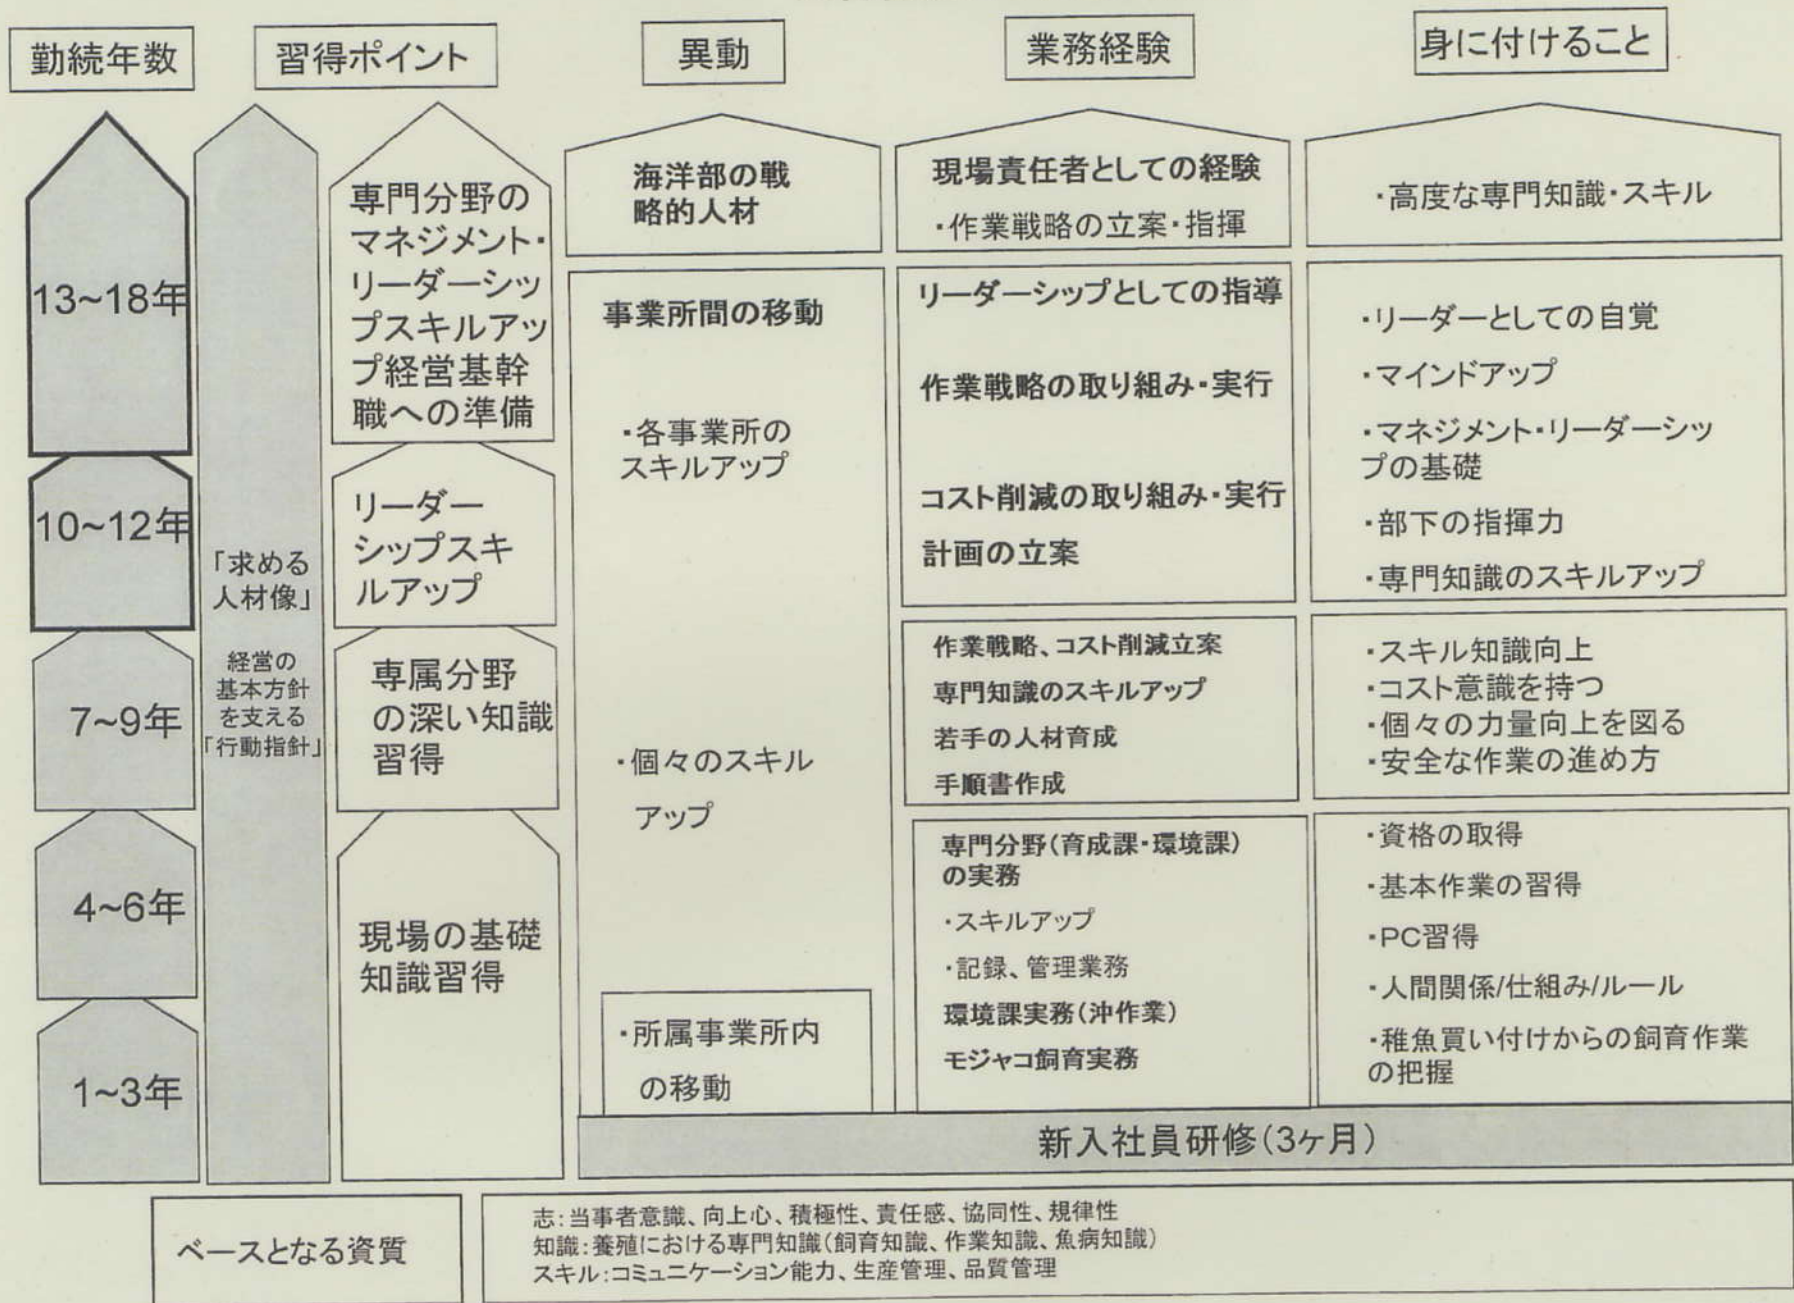 勤続年数
習得ポイント
異動
業務経験
身に付けること
13~18年
10~12年
7~9年
4~6年
1~3年
「求める
人材像」
経営の
基本方針
を支える
「行動指針」
専門分野の
マネジメント・
リーダーシッ
プスキルアッ
プ経営基幹
職への準備
リーダー
シップスキ
ルアップ
専属分野
の深い知識
習得
現場の基礎
知識習得
海洋部の戦
略的人材
事業所間の移動
・各事業所の
スキルアップ
・個々のスキル
アップ
・所属事業所内
の移動
現場責任者としての経験
・作業戦略の立案・指揮
リーダーシップとしての指導
作業戦略の取り組み・実行
コスト削減の取り組み・実行
計画の立案
作業戦略、コスト削減立案
専門知識のスキルアップ
若手の人材育成
手順書作成
専門分野(育成課・環境課)
の実務
・スキルアップ
・記録、管理業務
環境課実務(沖作業)
モジャコ飼育実務
・高度な専門知識・スキル
・リーダーとしての自覚
・マインドアップ
・マネジメント・リーダーシッ
プの基礎
・部下の指揮力
・専門知識のスキルアップ
・スキル知識向上
・コスト意識を持つ
・個々の力量向上を図る
・安全な作業の進め方
・資格の取得
・基本作業の習得
・PC習得
・人間関係/仕組み/ルール
・稚魚買い付けからの飼育作業
の把握
新入社員研修(3ヶ月)
ベースとなる資質
志:当事者意識、向上心、積極性、責任感、協同性、規律性
知識:養殖における専門知識(飼育知識、作業知識、魚病知識)
スキル:コミュニケーション能力、生産管理、品質管理